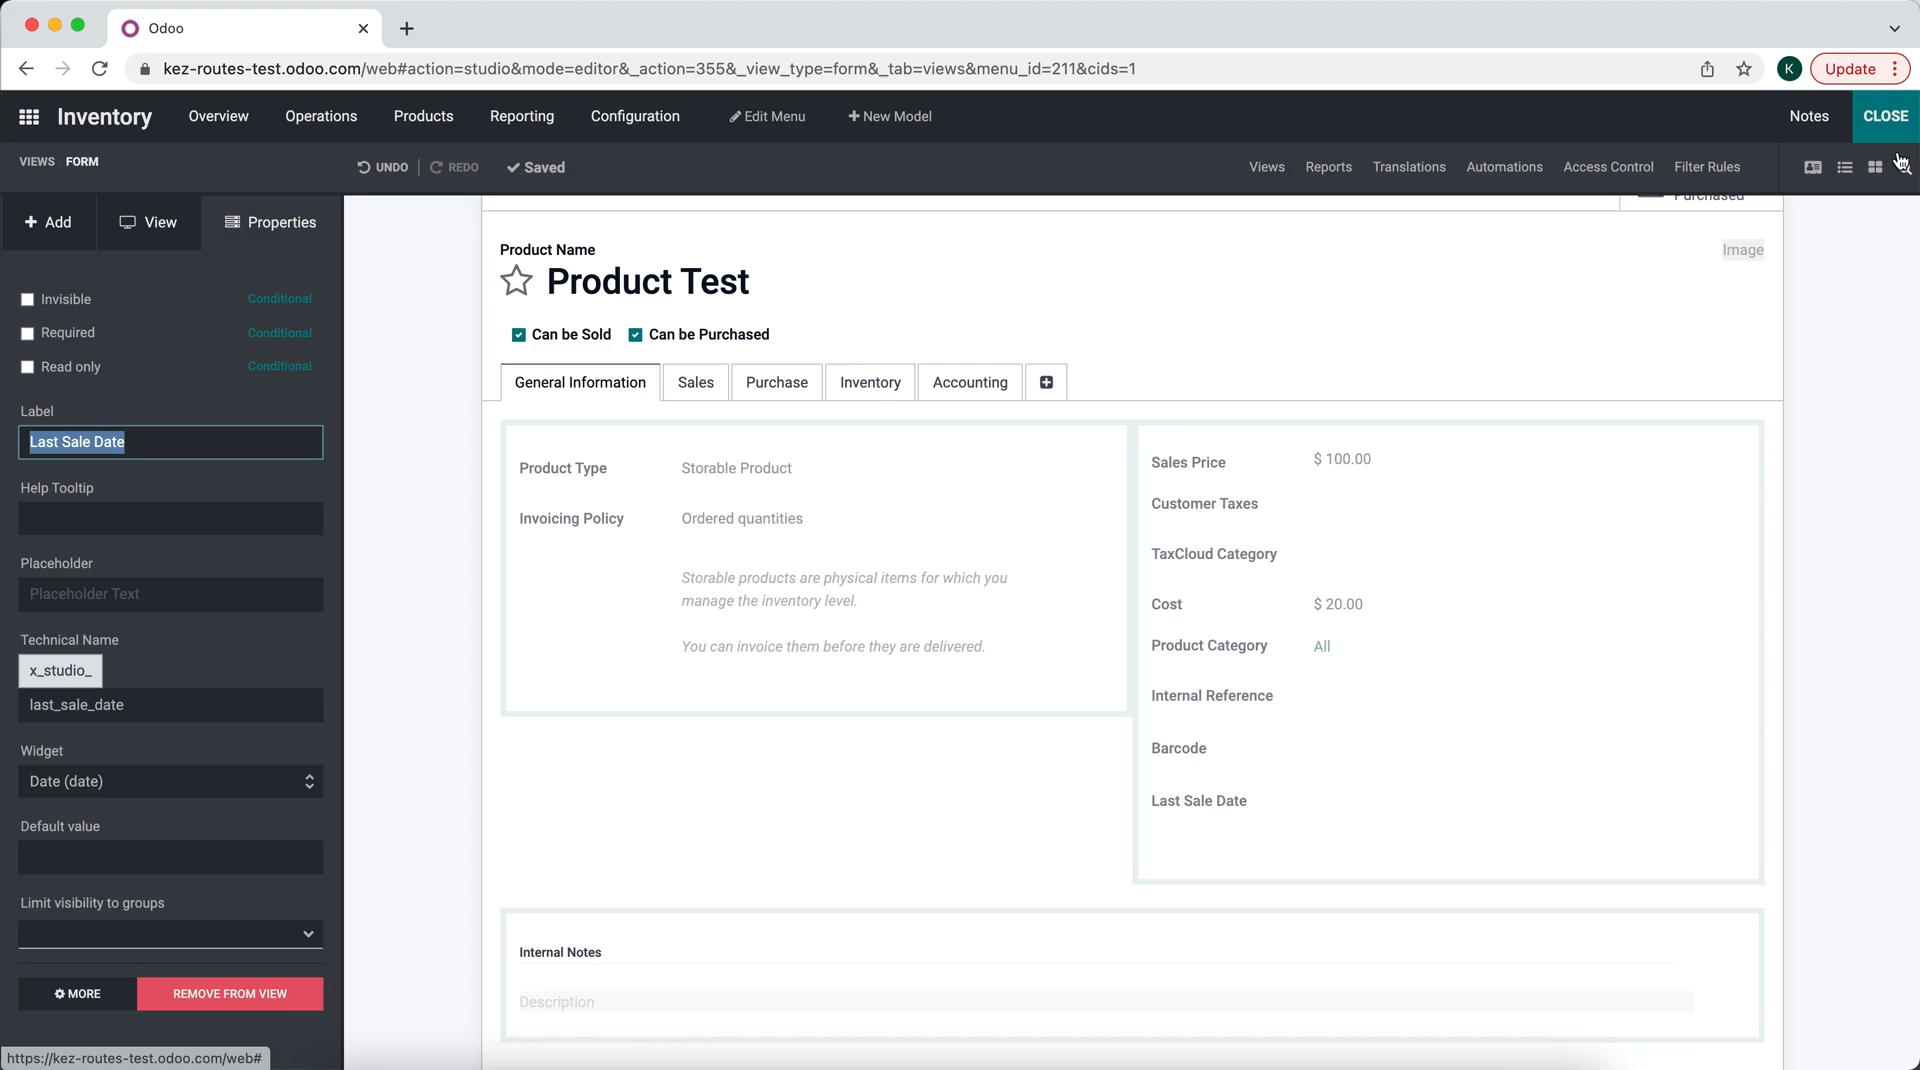 Odoo
kez-routes-test.odoo.com/web#action=studio&mode=editor&_action=355&_view_type=form&_tab=views&menu_id=211&cids=1
K
Update
Inventory
Overview
Operations
Products
Reporting
Configuration
Edit Menu
New Model
Notes
CLOSE
VIEWS FORM
UNDO
REDO
Saved
Views
Reports
Translations
Automations
Access Control
Filter Rules
Add
View
Properties
Invisible
Conditional
Required
Conditional
Read only
Conditional
Label
Last Sale Date
Help Tooltip
Placeholder
Placeholder Text
Technical Name
x_studio_
last_sale_date
Widget
Date (date)
Default value
Limit visibility to groups
MORE
REMOVE FROM VIEW
https://kez-routes-test.odoo.com/web#
Purchased
Product Name
Image
Product Test
Can be Sold
Can be Purchased
General Information
Sales
Purchase
Inventory
Accounting
Product Type
Storable Product
Invoicing Policy
Ordered quantities
Storable products are physical items for which you
manage the inventory level.
You can invoice them before they are delivered.
Sales Price
$ 100.00
Customer Taxes
TaxCloud Category
Cost
$ 20.00
Product Category
All
Internal Reference
Barcode
Last Sale Date
Internal Notes
Description